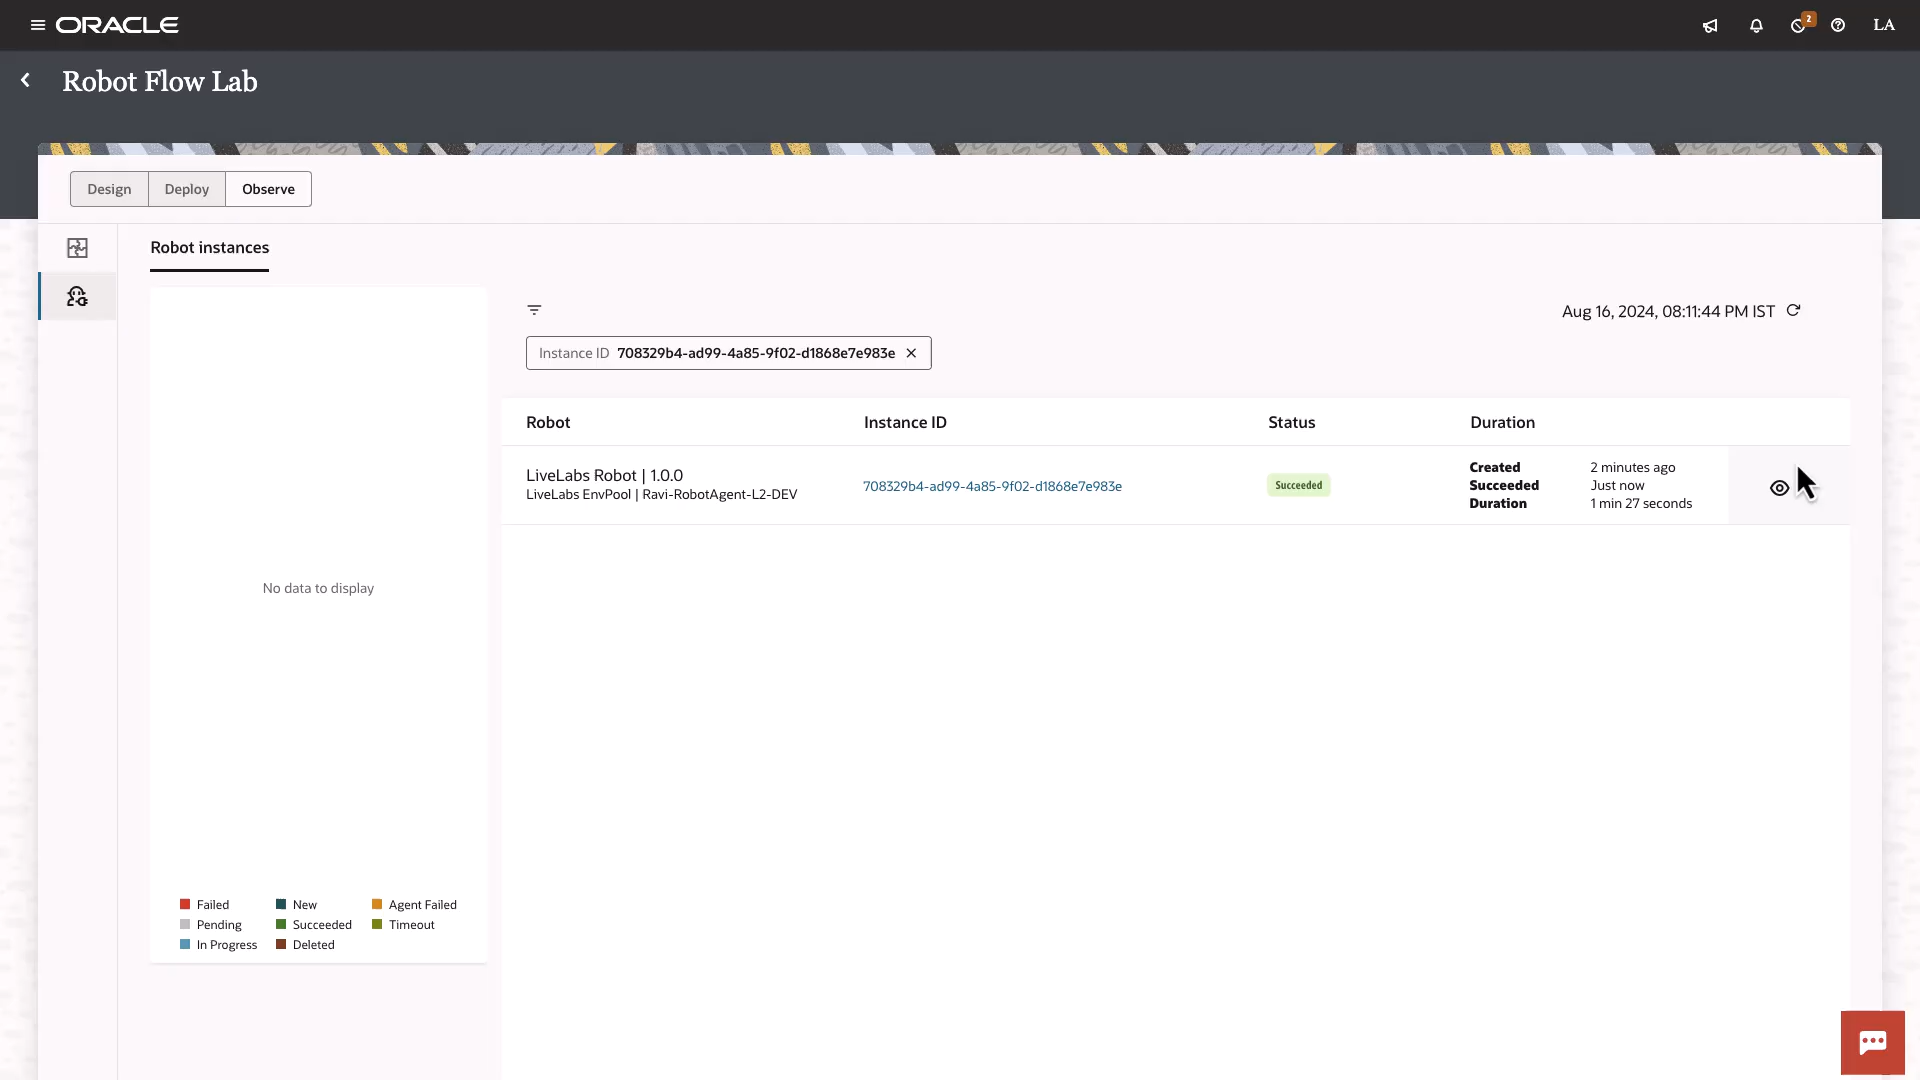 ORACLE
2
LA
Robot Flow Lab
Design Deploy Observe
Robot instances
Aug 16, 2024, 08:11:44 PM IST
Instance ID 708329b4-ad99-4a85-9f02-d1868e7e983e
Robot Instance ID Status Duration
LiveLabs Robot | 1.0.0
LiveLabs EnvPool | Ravi-RobotAgent-L2-DEV
708329b4-ad99-4a85-9f02-d1868e7e983e
Succeeded
Created 2 minutes ago
Succeeded Just now
Duration 1 min 27 seconds
No data to display
Failed New Agent Failed
Pending Succeeded Timeout
In Progress Deleted